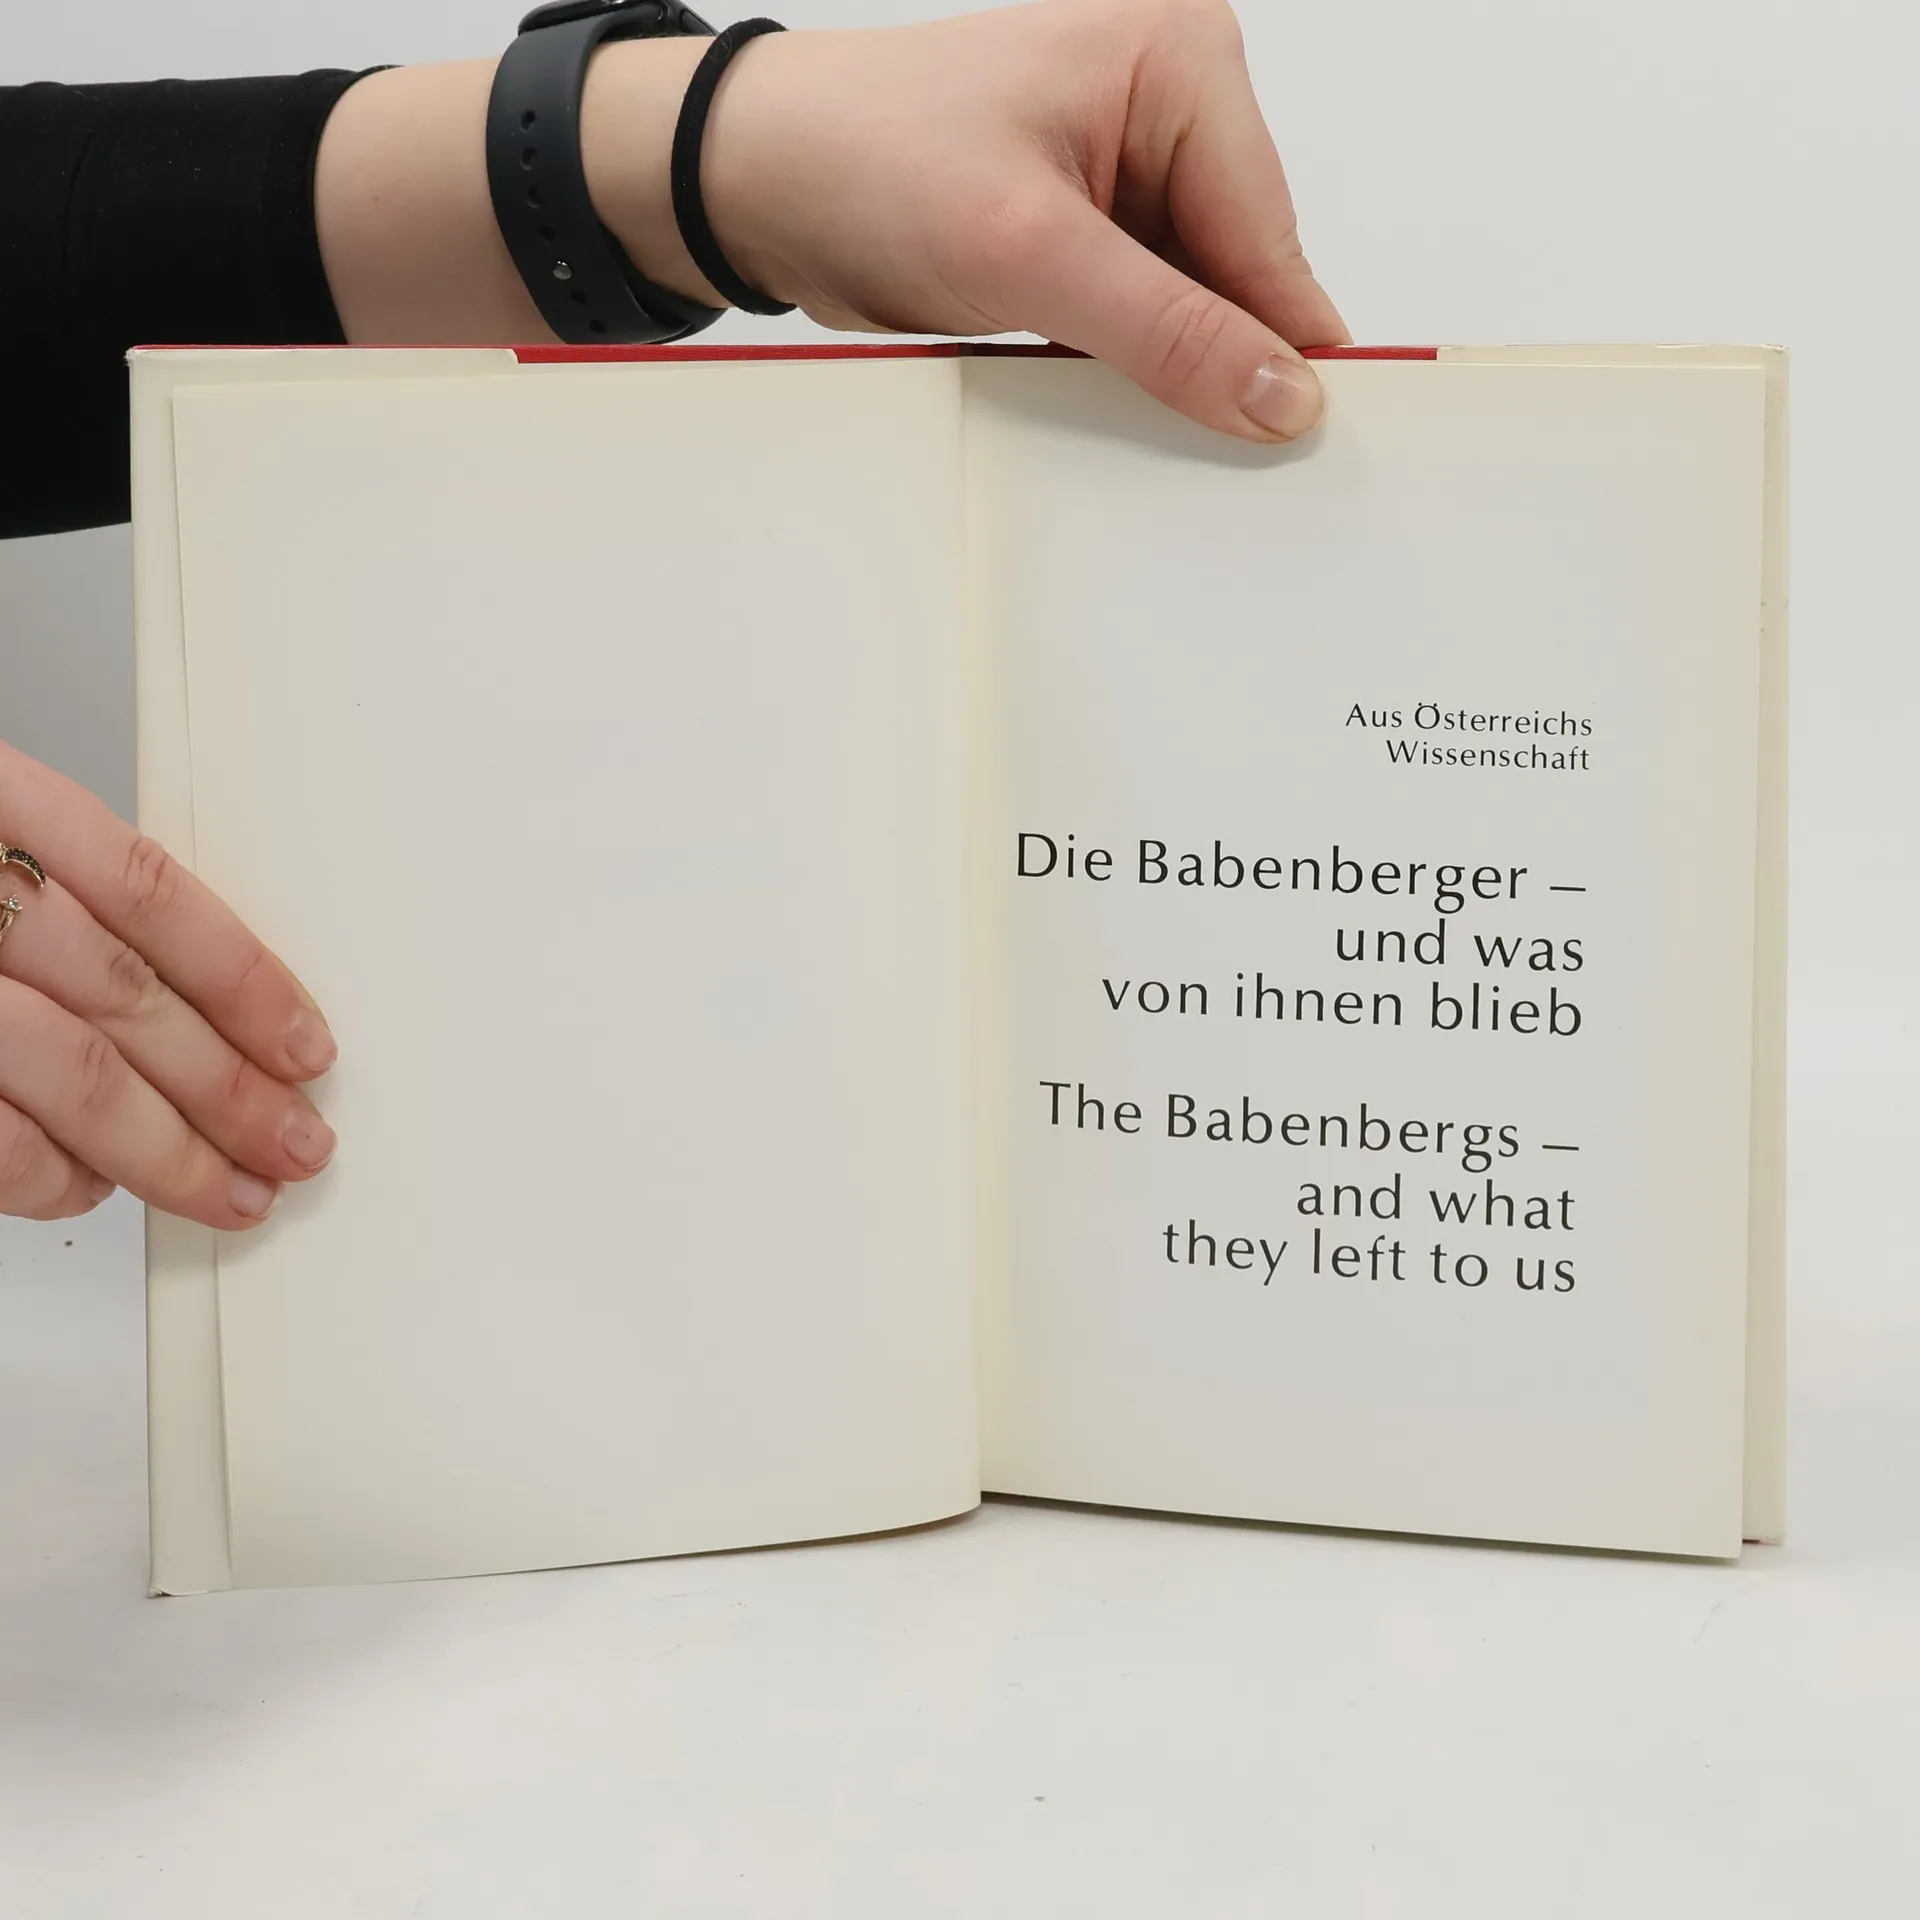 Aus Österreichs
Wissenschaft
Die Babenberger –
und was
von ihnen blieb
The Babenbergs –
and what
they left to us